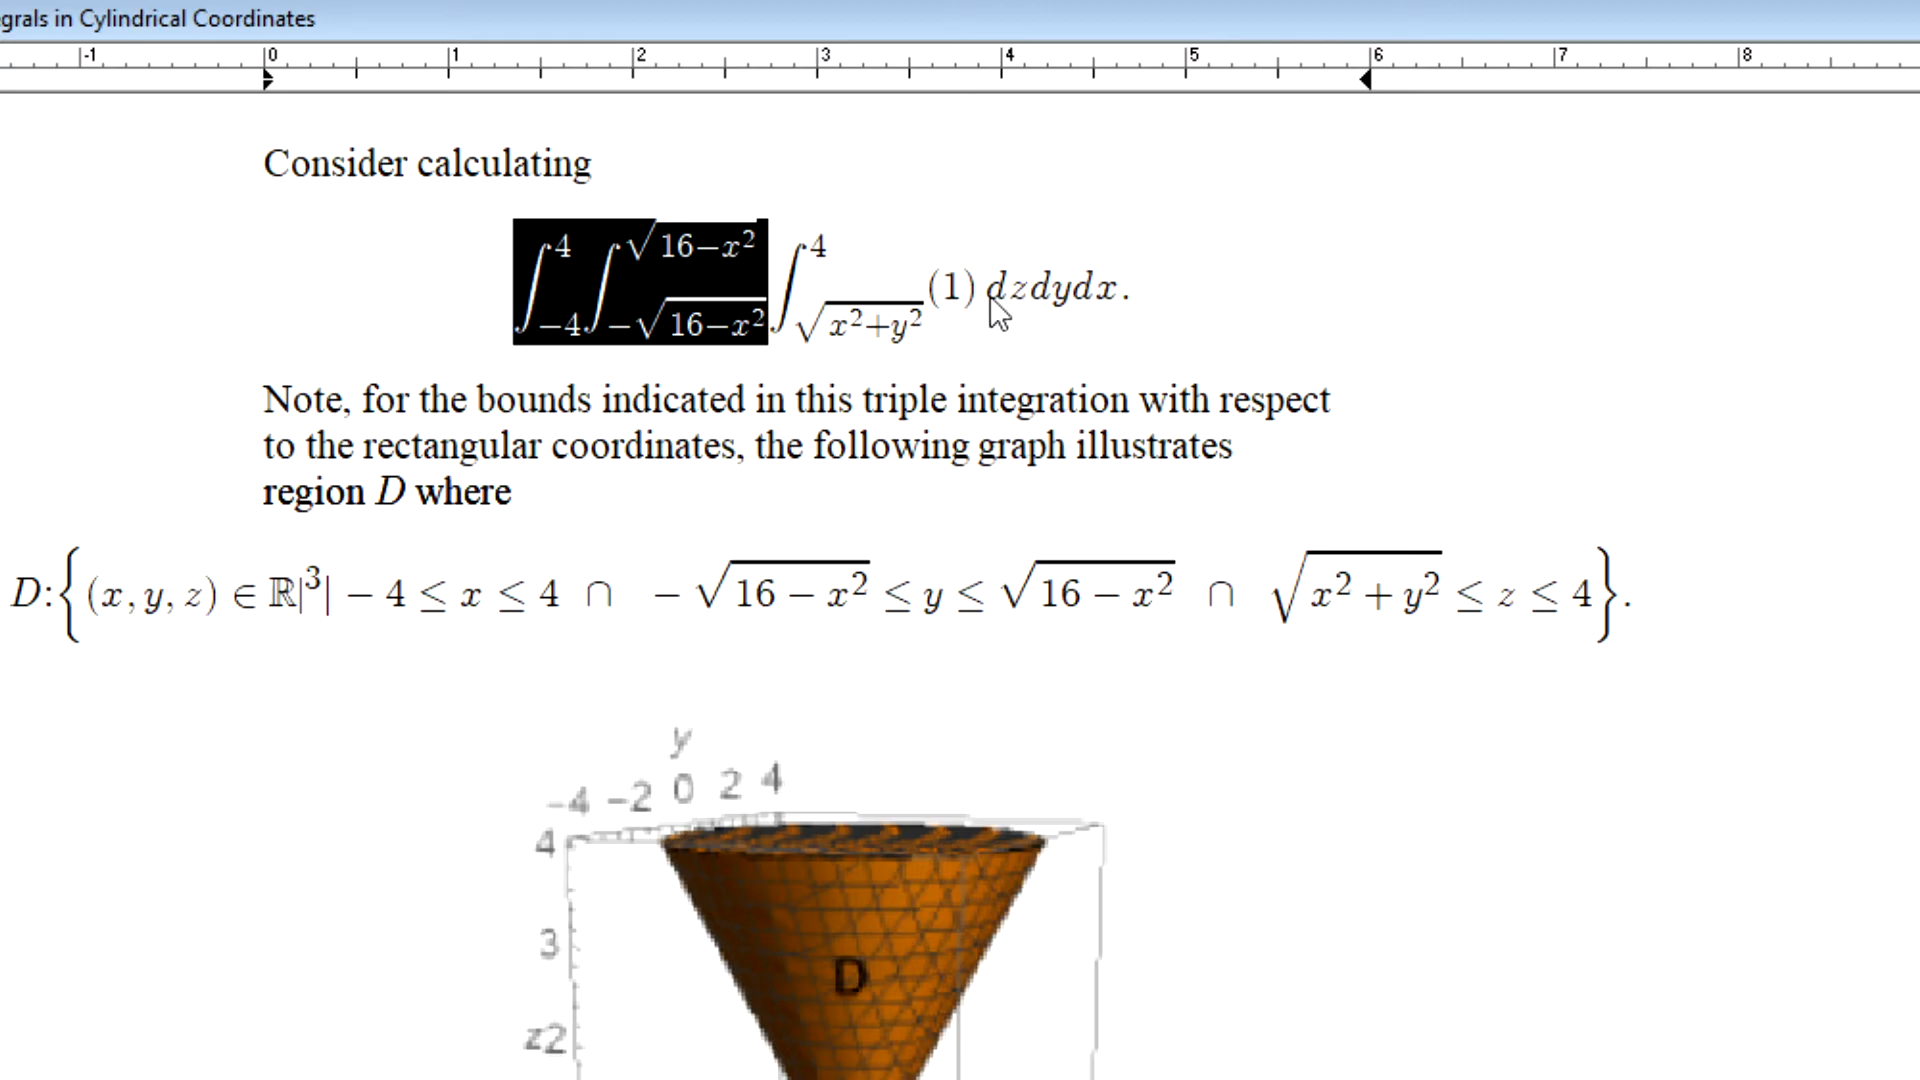 grals in Cylindrical Coordinates
-1 0 1 2 3 4 5 6 7 8
Consider calculating
∫_{-4}^{4} ∫_{-√(16-x²)}^{√(16-x²)} ∫_{√(x²+y²)}^{4} (1) dzdydx.
Note, for the bounds indicated in this triple integration with respect
to the rectangular coordinates, the following graph illustrates
region D where
D:{(x, y, z) ∈ ℝ|³| − 4 ≤ x ≤ 4 ∩ − √(16 − x²) ≤ y ≤ √(16 − x²) ∩ √(x² + y²) ≤ z ≤ 4}.
y
-4 -2 0 2 4
4
3
D
z2